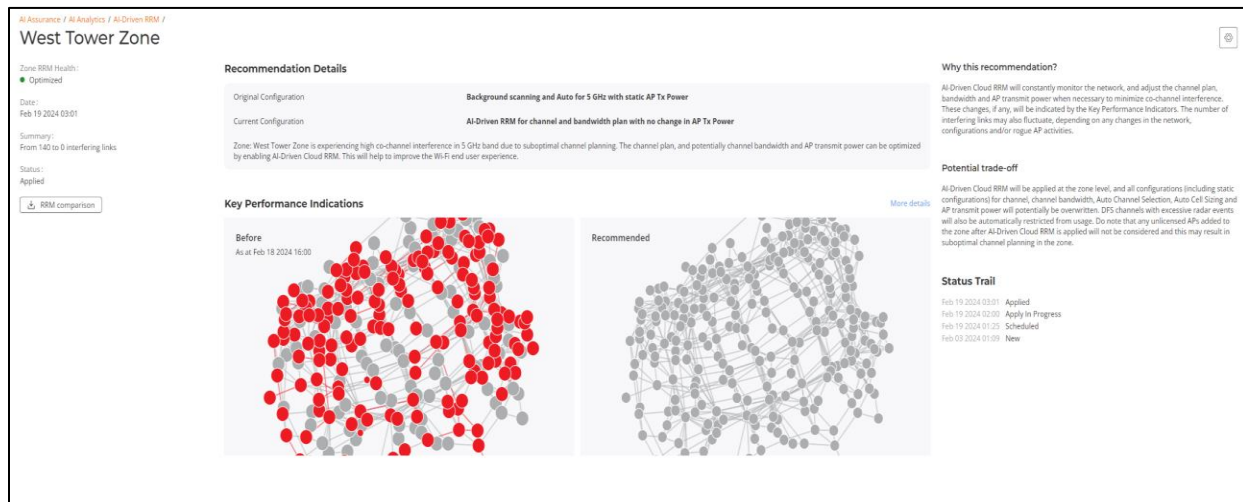 AI Assurance / AI Analytics / AI-Driven RRM /
West Tower Zone
Zone RRM Health:
Optimized
Date:
Feb 19 2024 03:01
Summary:
From 140 to 0 interfering links
Status:
Applied
RRM comparison
Recommendation Details
Original Configuration
Background scanning and Auto for 5 GHz with static AP Tx Power
Current Configuration
AI-Driven RRM for channel and bandwidth plan with no change in AP Tx Power
Zone: West Tower Zone is experiencing high co-channel interference in 5 GHz band due to suboptimal channel planning. The channel plan, and potentially channel bandwidth and AP transmit power can be optimized
by enabling AI-Driven Cloud RRM. This will help to improve the Wi-Fi end user experience.
Key Performance Indications
More details
Before
As at Feb 18 2024 16:00
Recommended
Why this recommendation?
AI-Driven Cloud RRM will constantly monitor the network, and adjust the channel plan,
bandwidth and AP transmit power when necessary to minimize co-channel interference.
These changes, if any, will be indicated by the Key Performance Indicators. The number of
interfering links may also fluctuate, depending on any changes in the network,
configurations and/or rogue AP activities.
Potential trade-off
AI-Driven Cloud RRM will be applied at the zone level, and all configurations (including static
configurations) for channel, channel bandwidth, Auto Channel Selection, Auto Cell Sizing and
AP transmit power will potentially be overwritten. DFS channels with excessive radar events
will also be automatically restricted from usage. Do note that any unlicensed APs added to
the zone after AI-Driven Cloud RRM is applied will not be considered and this may result in
suboptimal channel planning in the zone.
Status Trail
Feb 19 2024 03:01 Applied
Feb 19 2024 02:00 Apply In Progress
Feb 19 2024 01:25 Scheduled
Feb 03 2024 01:09 New